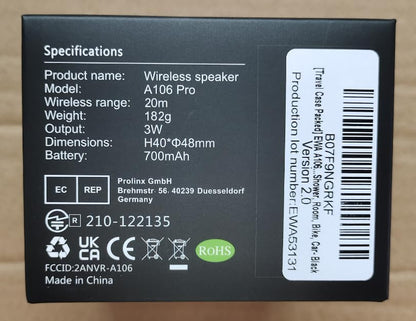 Specifications
Product name: Wireless speaker
Model: A106 Pro
Wireless range: 20m
Weight: 182g
Output: 3W
Dimensions: H40*Φ48mm
Battery: 700mAh
EC REP
Prolinx GmbH
Brehmstr 56. 40239 Duesseldorf
Germany
R 210-122135
UK
CA
CE
RoHS
FCCID:2ANVR-A106
Made in China
B07F9NGRKF
[Travel Case Packed] EWA A106...Shower, Room, Bike, Car- Black
Version 2.0
Production lot number:EWA53131